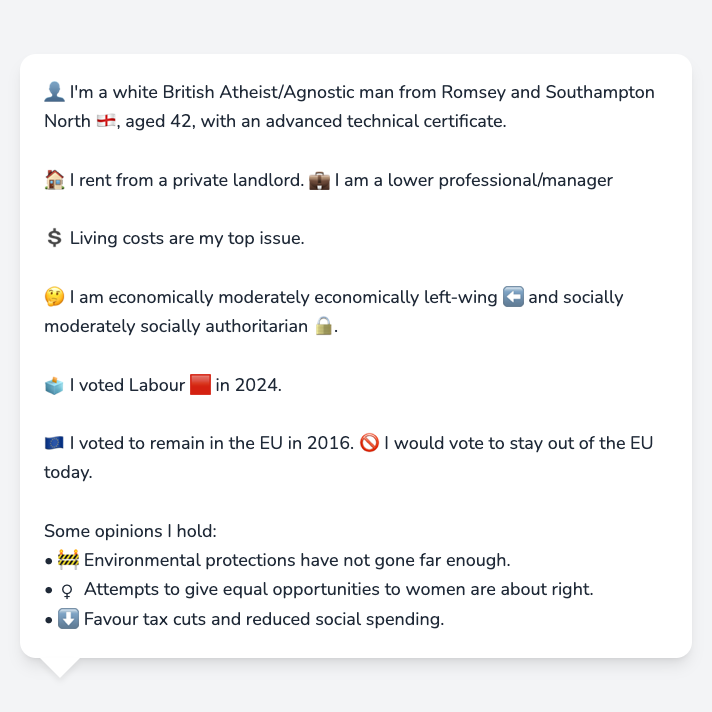 👤 I'm a white British Atheist/Agnostic man from Romsey and Southampton
North 🏴󠁧󠁢󠁥󠁮󠁧󠁿, aged 42, with an advanced technical certificate.
🏠 I rent from a private landlord. 💼 I am a lower professional/manager
💲 Living costs are my top issue.
🤔 I am economically moderately economically left-wing ⬅️ and socially
moderately socially authoritarian 🔒.
🗳️ I voted Labour 🟥 in 2024.
🇪🇺 I voted to remain in the EU in 2016. 🚫 I would vote to stay out of the EU
today.
Some opinions I hold:
• 🚧 Environmental protections have not gone far enough.
• ♀ Attempts to give equal opportunities to women are about right.
• ⬇️ Favour tax cuts and reduced social spending.